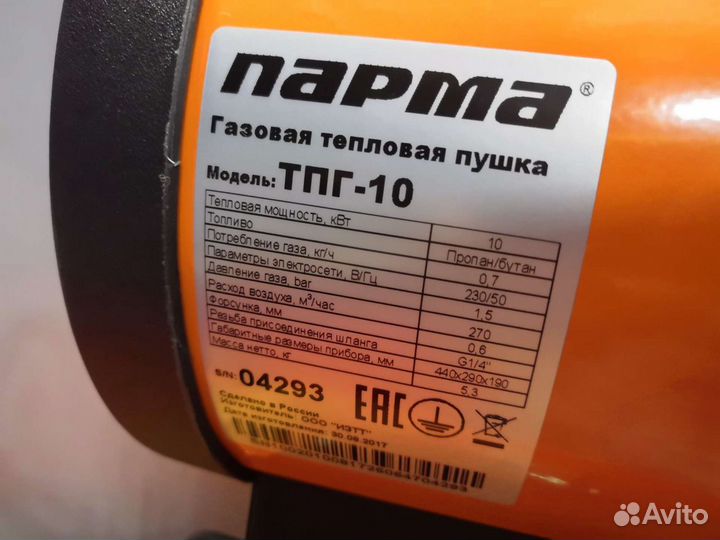 ПАРМА®
Газовая тепловая пушка
Модель: ТПГ-10
Тепловая мощность, кВт 10
Топливо Пропан/бутан
Потребление газа, кг/ч 0,7
Параметры электросети, В/Гц 230/50
Давление газа, bar 1,5
Расход воздуха, м³/час 270
Форсунка, мм 0,6
Резьба присоединения шланга G1/4"
Габаритные размеры прибора, мм 440x290x190
Масса нетто, кг 5,3
S/N: 04293
Сделано в России
Изготовитель: ООО "ИЗТТ"
Дата изготовления: 30.08.2017
EAC
SN1002010081726064704293
Avito